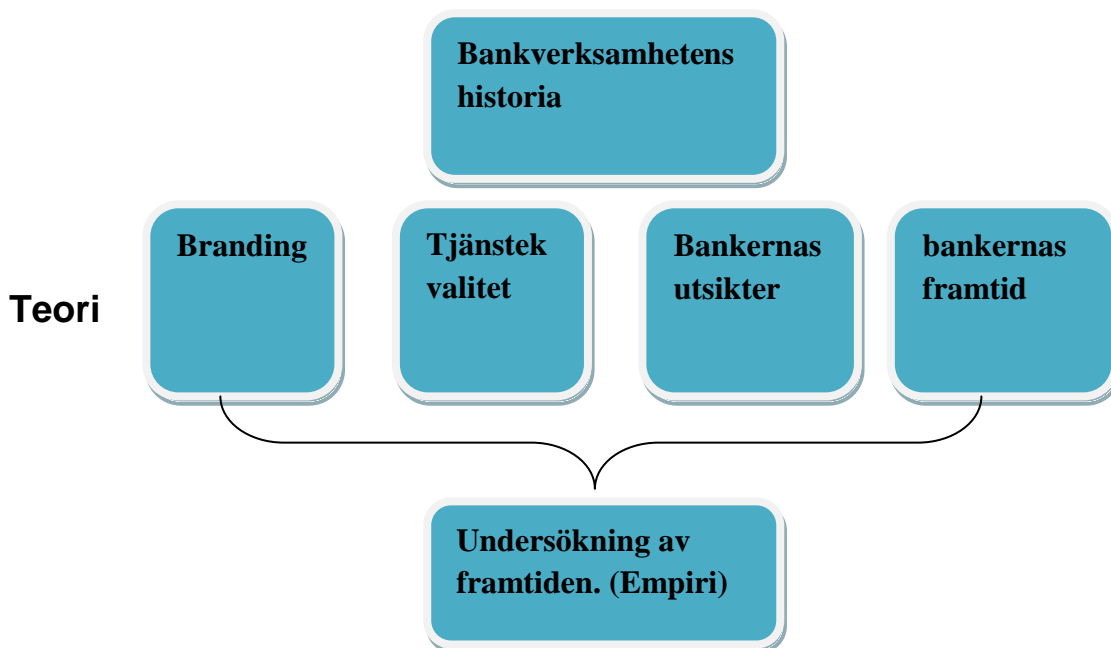 Bankverksamhetens
historia
Teori
Branding
Tjänstek
valitet
Bankernas
utsikter
bankernas
framtid
Undersökning av
framtiden. (Empiri)